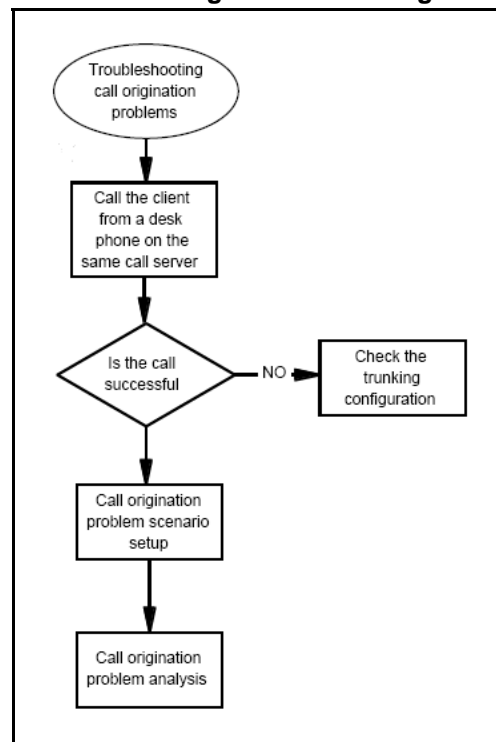 Troubleshooting
call origination
problems
Call the client
from a desk
phone on the
same call server
Is the call
successful
NO
Check the
trunking
configuration
Call origination
problem scenario
setup
Call origination
problem analysis